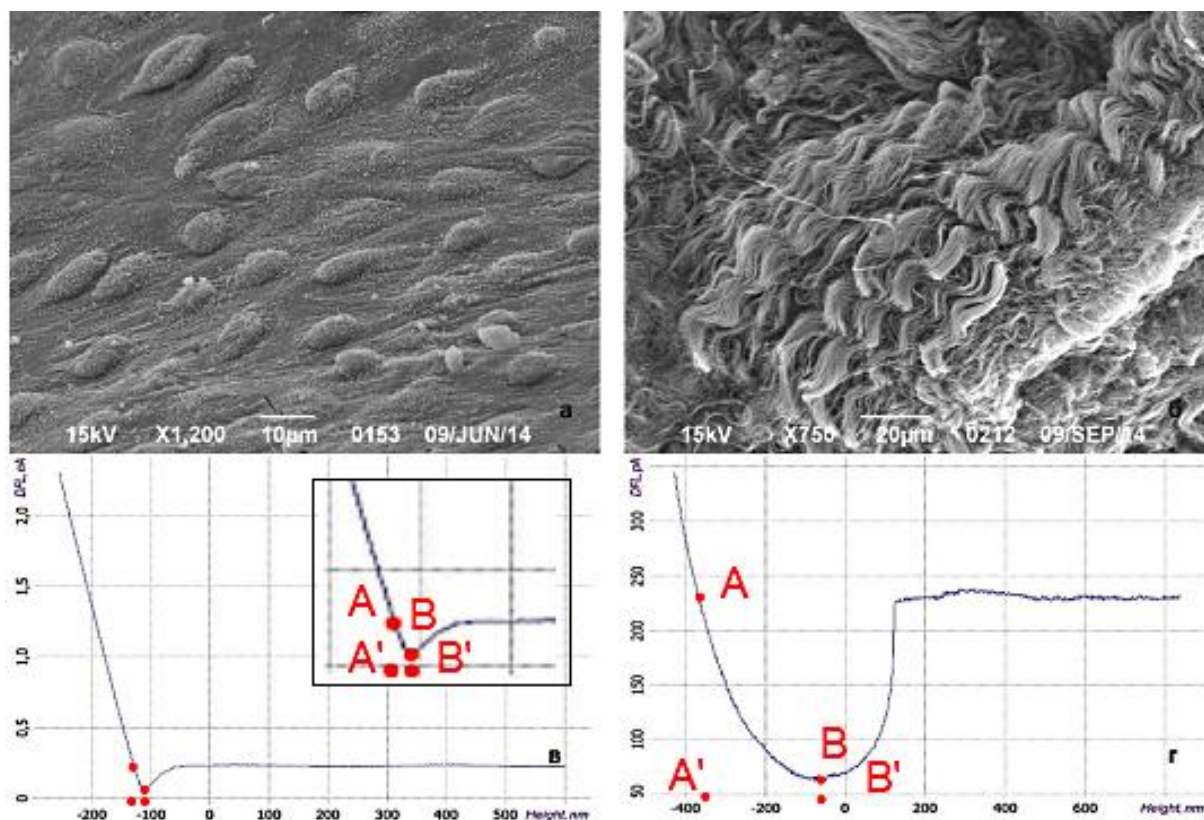 а
15kV X1,200 10µm 0153 09/JUN/14
б
15kV X750 20µm 0212 09/SEP/14
DFL,nA
2,0
1,5
1,0
0,5
0
-200 -100 0 100 200 300 400 500 Height,nm
A B
A' B'
в
DFL,pA
300
250
200
150
100
50
-400 -200 0 200 400 600 Height,nm
A
B
A' B'
г